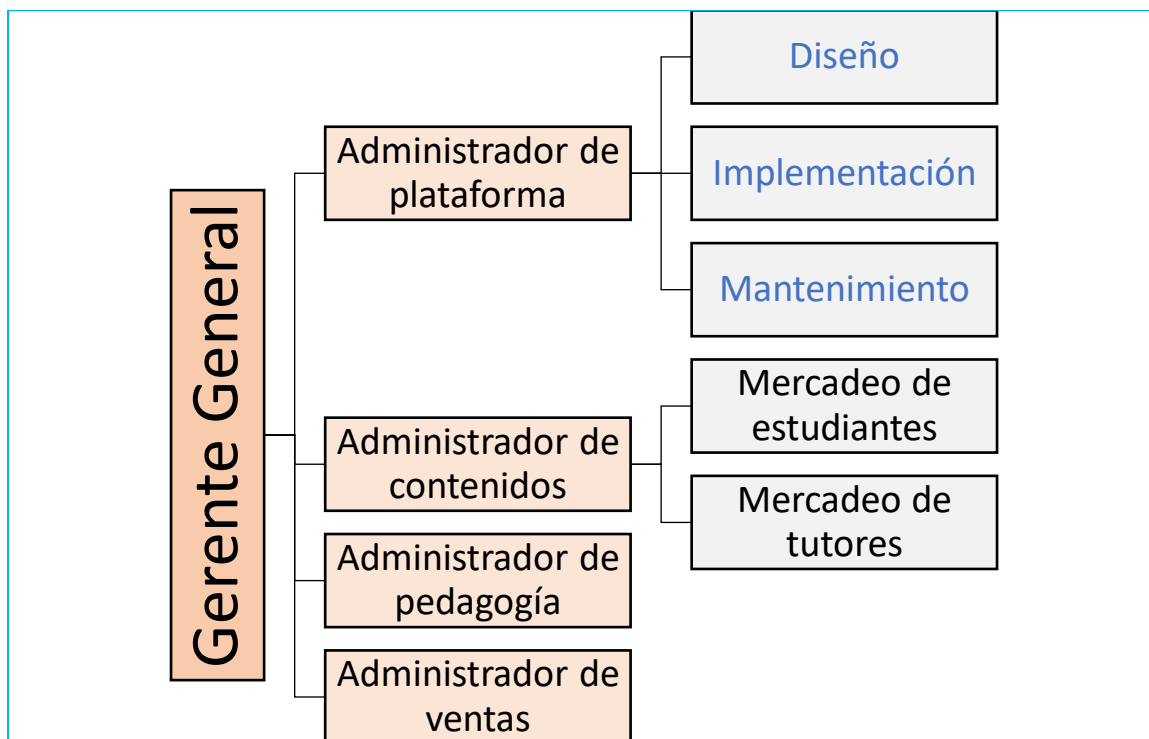 Gerente General
Administrador de
plataforma
Diseño
Implementación
Mantenimiento
Administrador de
contenidos
Mercadeo de
estudiantes
Mercadeo de
tutores
Administrador de
pedagogía
Administrador de
ventas